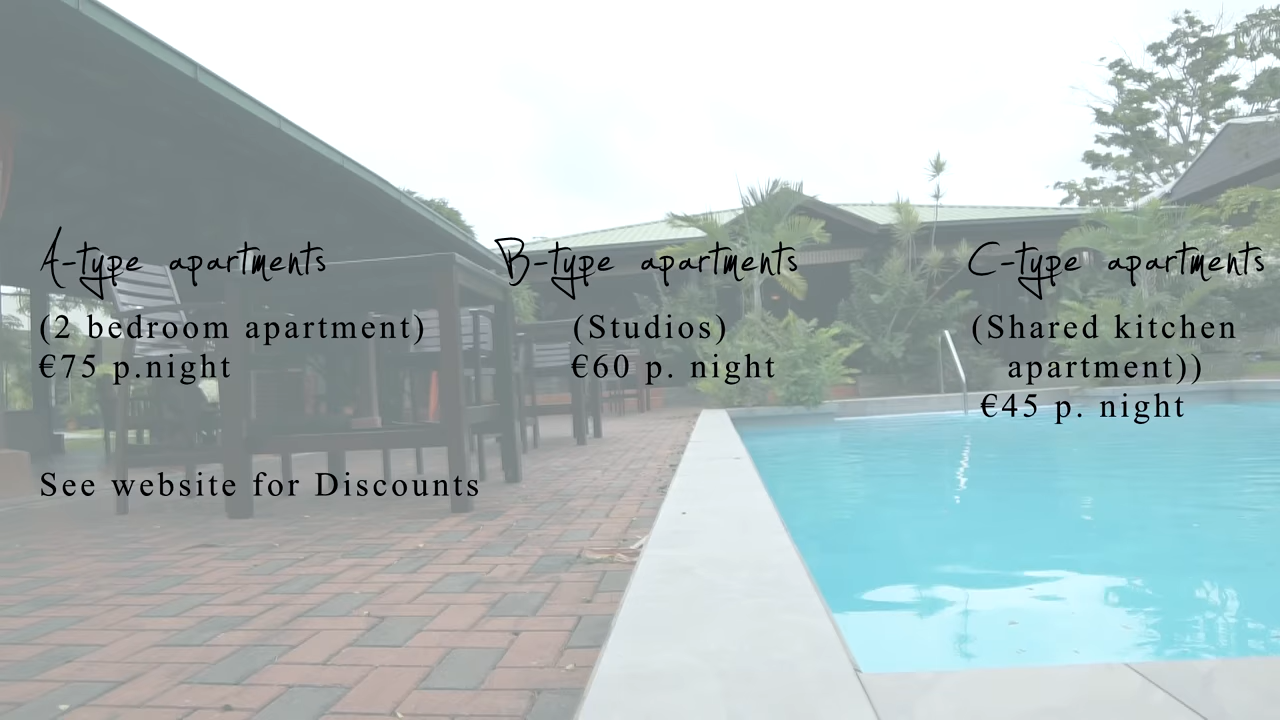 A-type apartments
(2 bedroom apartment)
€75 p.night
B-type apartments
(Studios)
€60 p. night
C-type apartments
(Shared kitchen
apartment))
€45 p. night
See website for Discounts